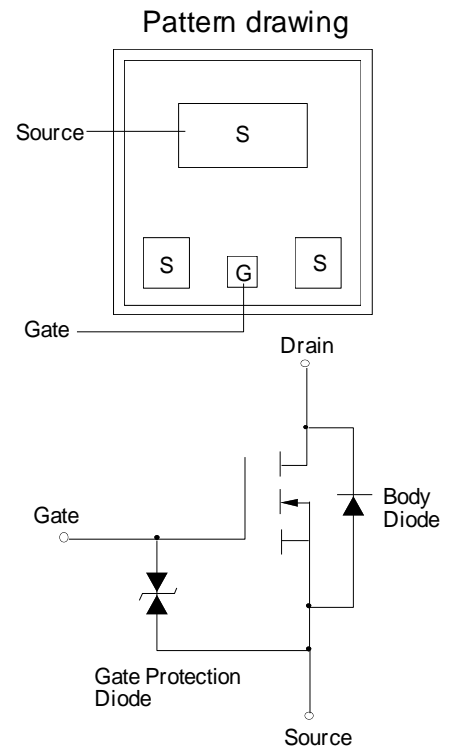 Pattern drawing
Source
S
S
G
S
Gate
Drain
Gate
Body
Diode
Gate Protection
Diode
Source